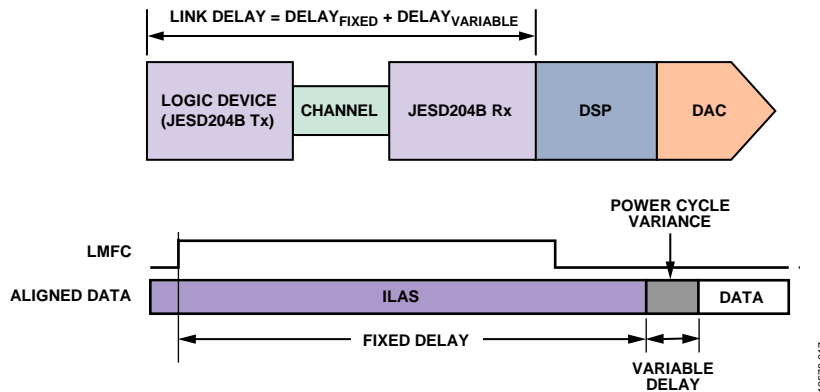 LINK DELAY = DELAYFIXED + DELAYVARIABLE
LOGIC DEVICE
(JESD204B Tx)
CHANNEL
JESD204B Rx
DSP
DAC
POWER CYCLE
VARIANCE
LMFC
ALIGNED DATA
ILAS
DATA
FIXED DELAY
VARIABLE
DELAY